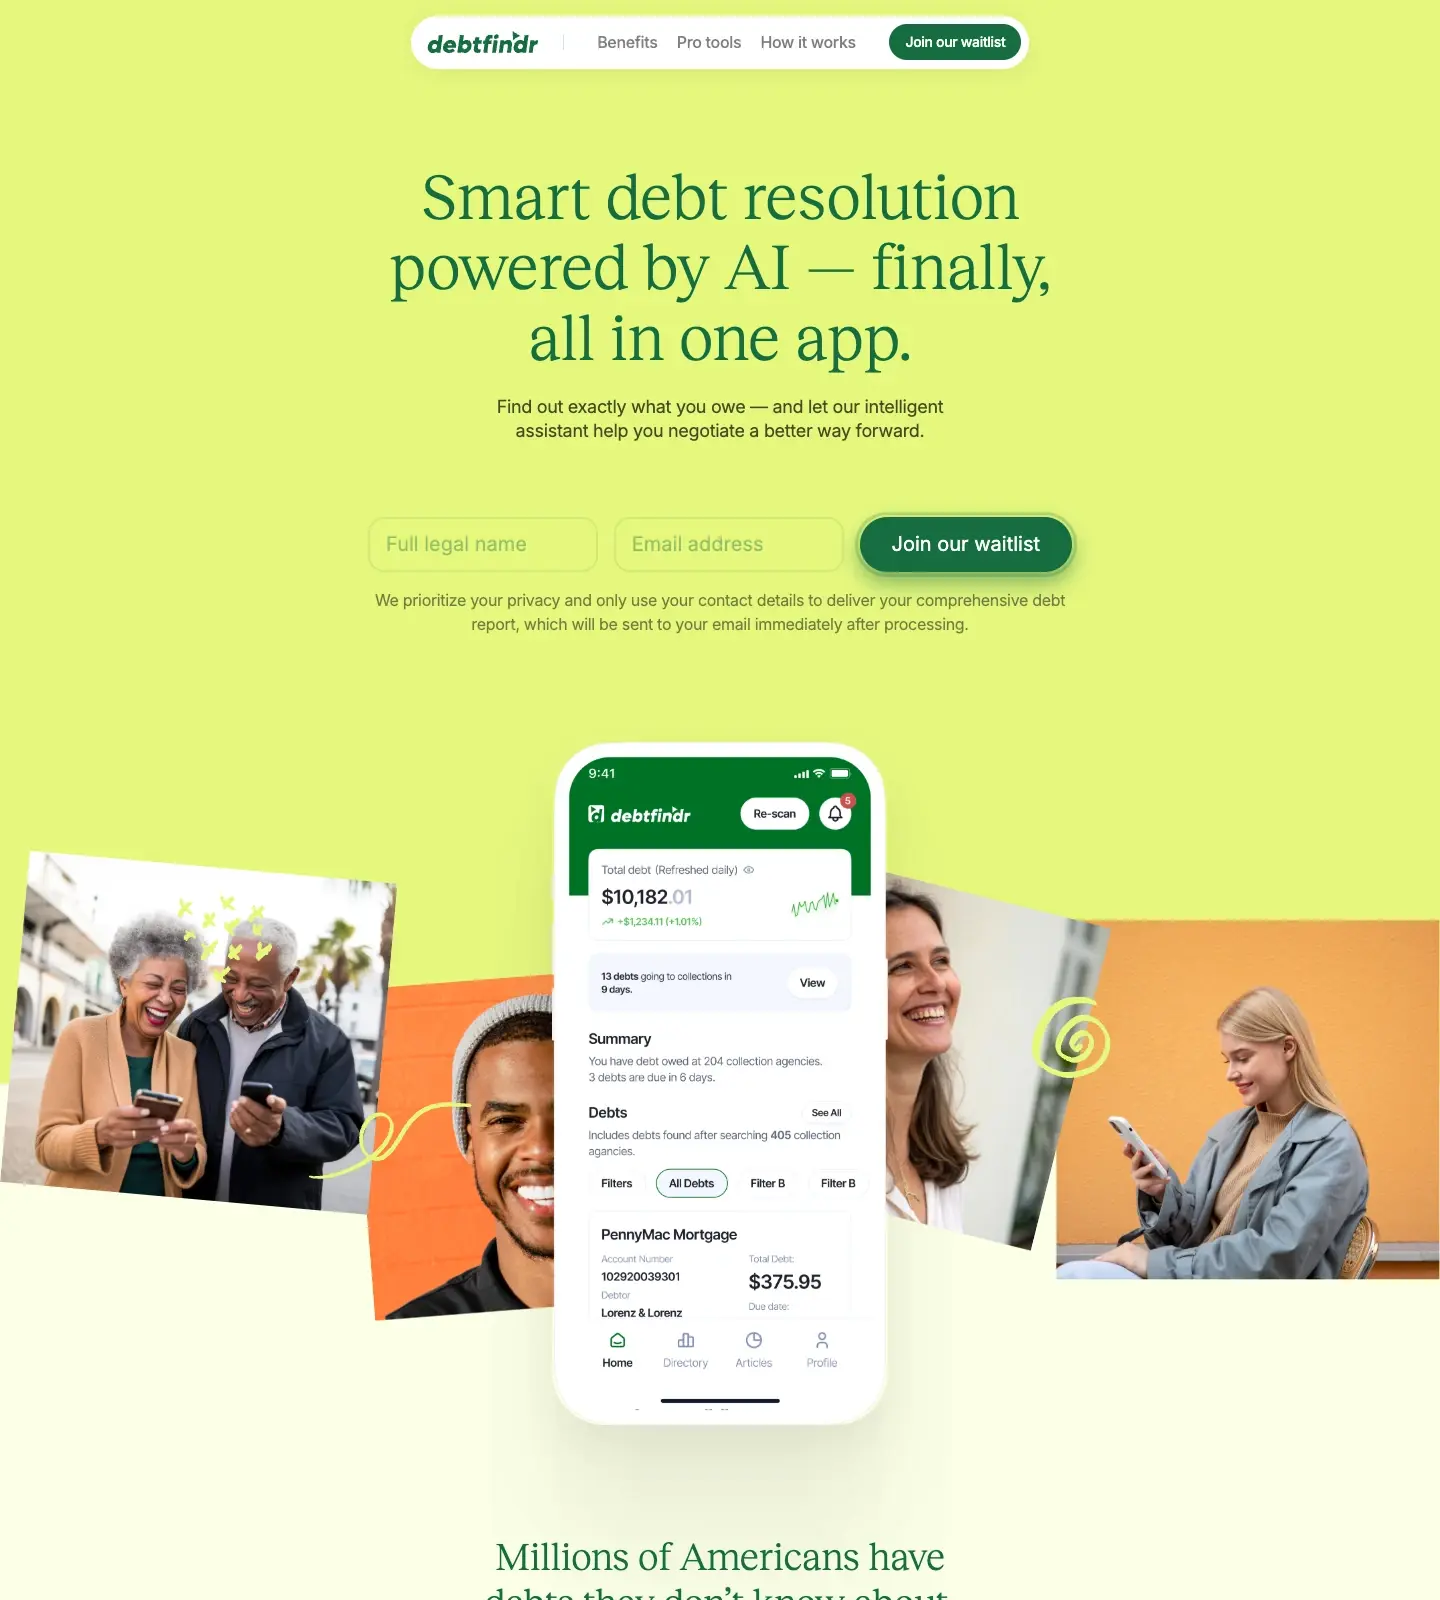 debtfindr
Benefits Pro tools How it works Join our waitlist
Smart debt resolution
powered by AI — finally,
all in one app.
Find out exactly what you owe — and let our intelligent
assistant help you negotiate a better way forward.
Full legal name Email address Join our waitlist
We prioritize your privacy and only use your contact details to deliver your comprehensive debt
report, which will be sent to your email immediately after processing.
9:41
debtfindr Re-scan 5
Total debt (Refreshed daily)
$10,182.01
+$1,234.11 (+1.01%)
13 debts going to collections in
9 days.
View
Summary
You have debt owed at 204 collection agencies.
3 debts are due in 6 days.
Debts See All
Includes debts found after searching 405 collection
agancies.
Filters All Debts Filter B Filter B
PennyMac Mortgage
Account Number Total Debt:
102920039301 $375.95
Debtor Due date:
Lorenz & Lorenz
Home Directory Articles Profile
Millions of Americans have
debts they don’t know about